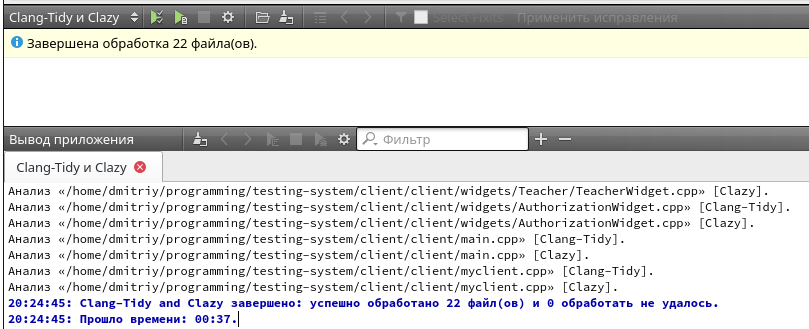 Clang-Tidy и Clazy
Select Fixits
Применить исправления
Завершена обработка 22 файла(ов).
Вывод приложения
Фильтр
Clang-Tidy и Clazy
Анализ «/home/dmitriy/programming/testing-system/client/client/widgets/Teacher/TeacherWidget.cpp» [Clazy].
Анализ «/home/dmitriy/programming/testing-system/client/client/widgets/AuthorizationWidget.cpp» [Clang-Tidy].
Анализ «/home/dmitriy/programming/testing-system/client/client/widgets/AuthorizationWidget.cpp» [Clazy].
Анализ «/home/dmitriy/programming/testing-system/client/client/main.cpp» [Clang-Tidy].
Анализ «/home/dmitriy/programming/testing-system/client/client/main.cpp» [Clazy].
Анализ «/home/dmitriy/programming/testing-system/client/client/myclient.cpp» [Clang-Tidy].
Анализ «/home/dmitriy/programming/testing-system/client/client/myclient.cpp» [Clazy].
20:24:45: Clang-Tidy and Clazy завершено: успешно обработано 22 файл(ов) и 0 обработать не удалось.
20:24:45: Прошло времени: 00:37.